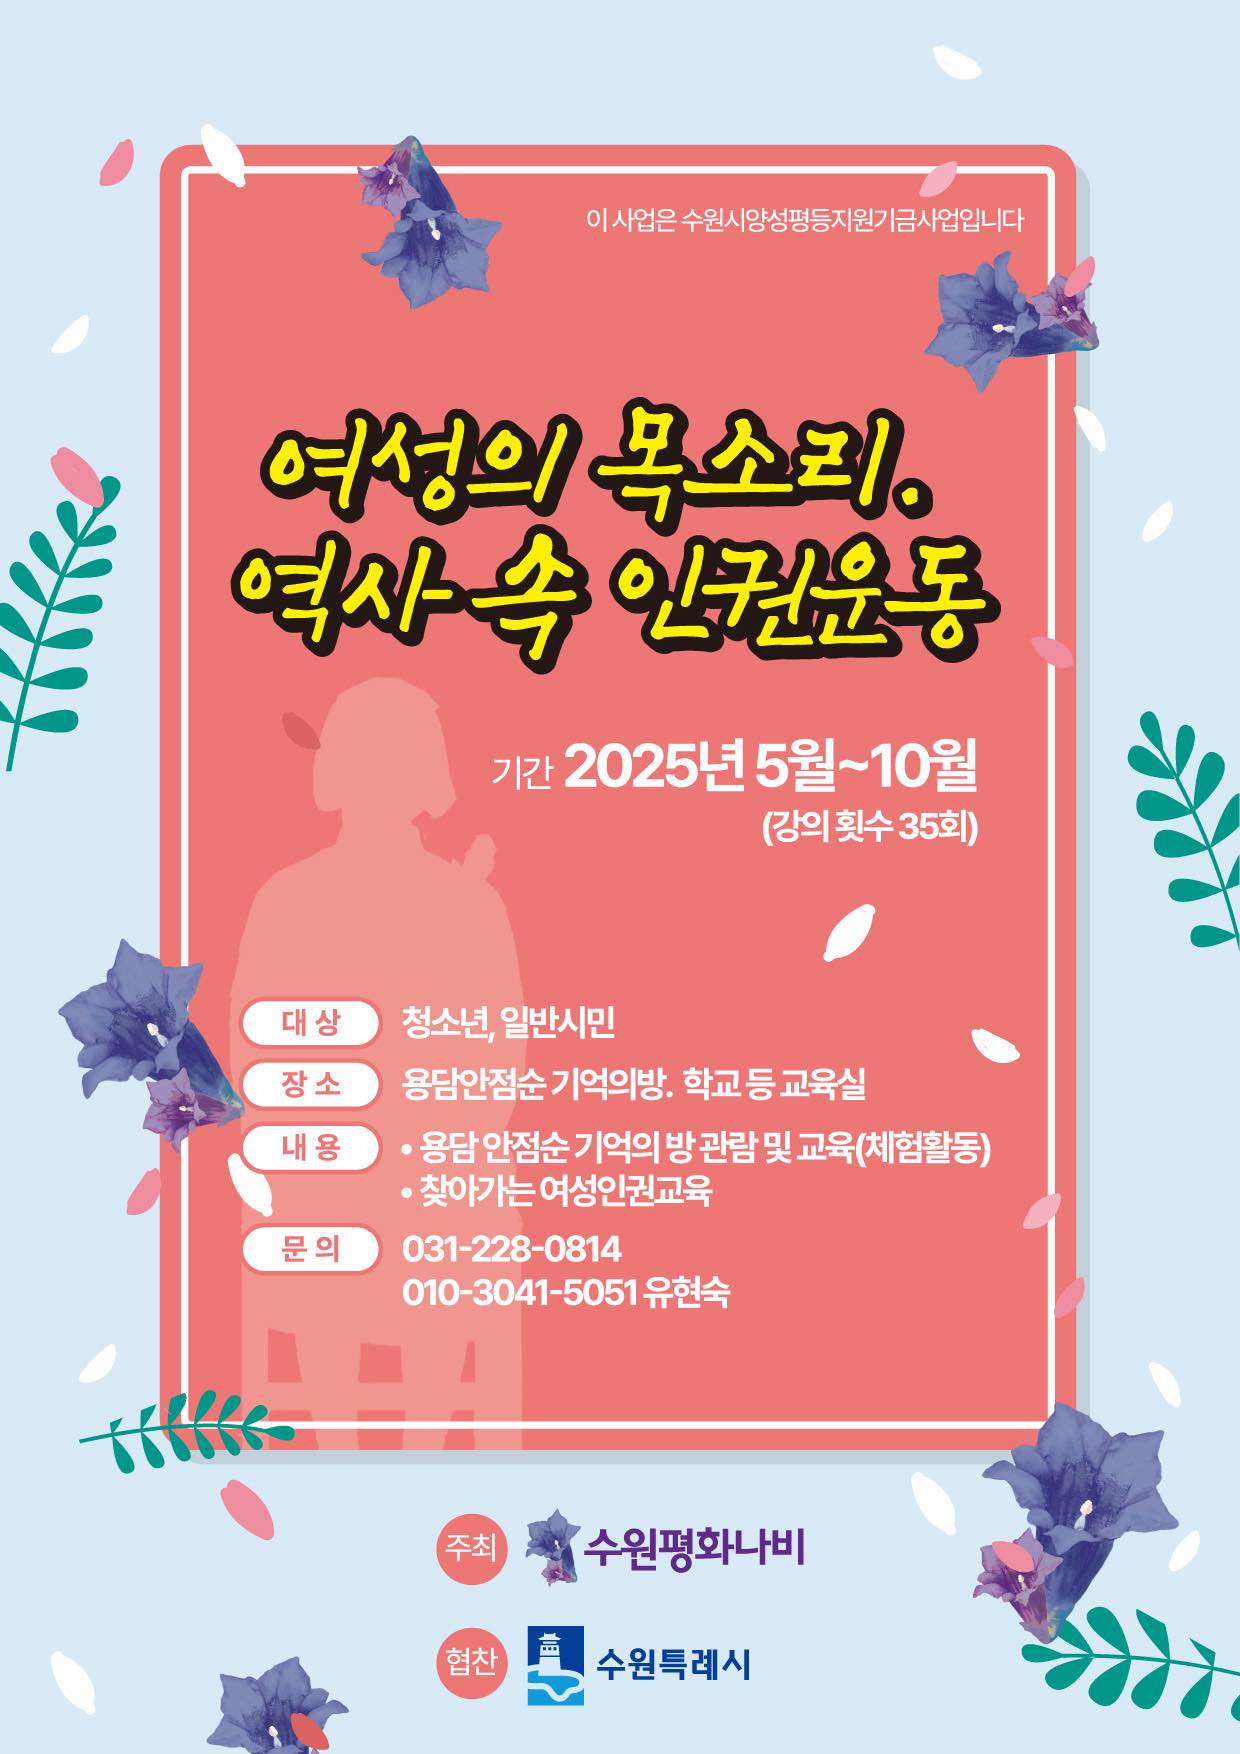 이 사업은 수원시양성평등지원기금사업입니다
여성의 목소리.
역사 속 인권운동
기간 2025년 5월~10월
(강의 횟수 35회)
대 상 청소년, 일반시민
장 소 용담안점순 기억의방. 학교 등 교육실
내 용 • 용담 안점순 기억의 방 관람 및 교육(체험활동)
• 찾아가는 여성인권교육
문 의 031-228-0814
010-3041-5051 유현숙
주최 수원평화나비
협찬 수원특례시